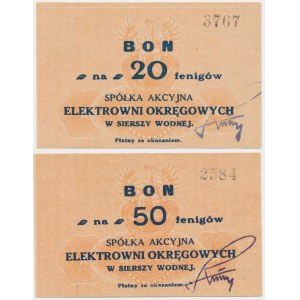 3767
BON
na 20 fenigów
SPÓŁKA AKCYJNA
ELEKTROWNI OKRĘGOWYCH
W SIERSZY WODNEJ.
Płatny za okazaniem.
2584
BON
na 50 fenigów
SPÓŁKA AKCYJNA
ELEKTROWNI OKRĘGOWYCH
W SIERSZY WODNEJ.
Płatny za okazaniem.